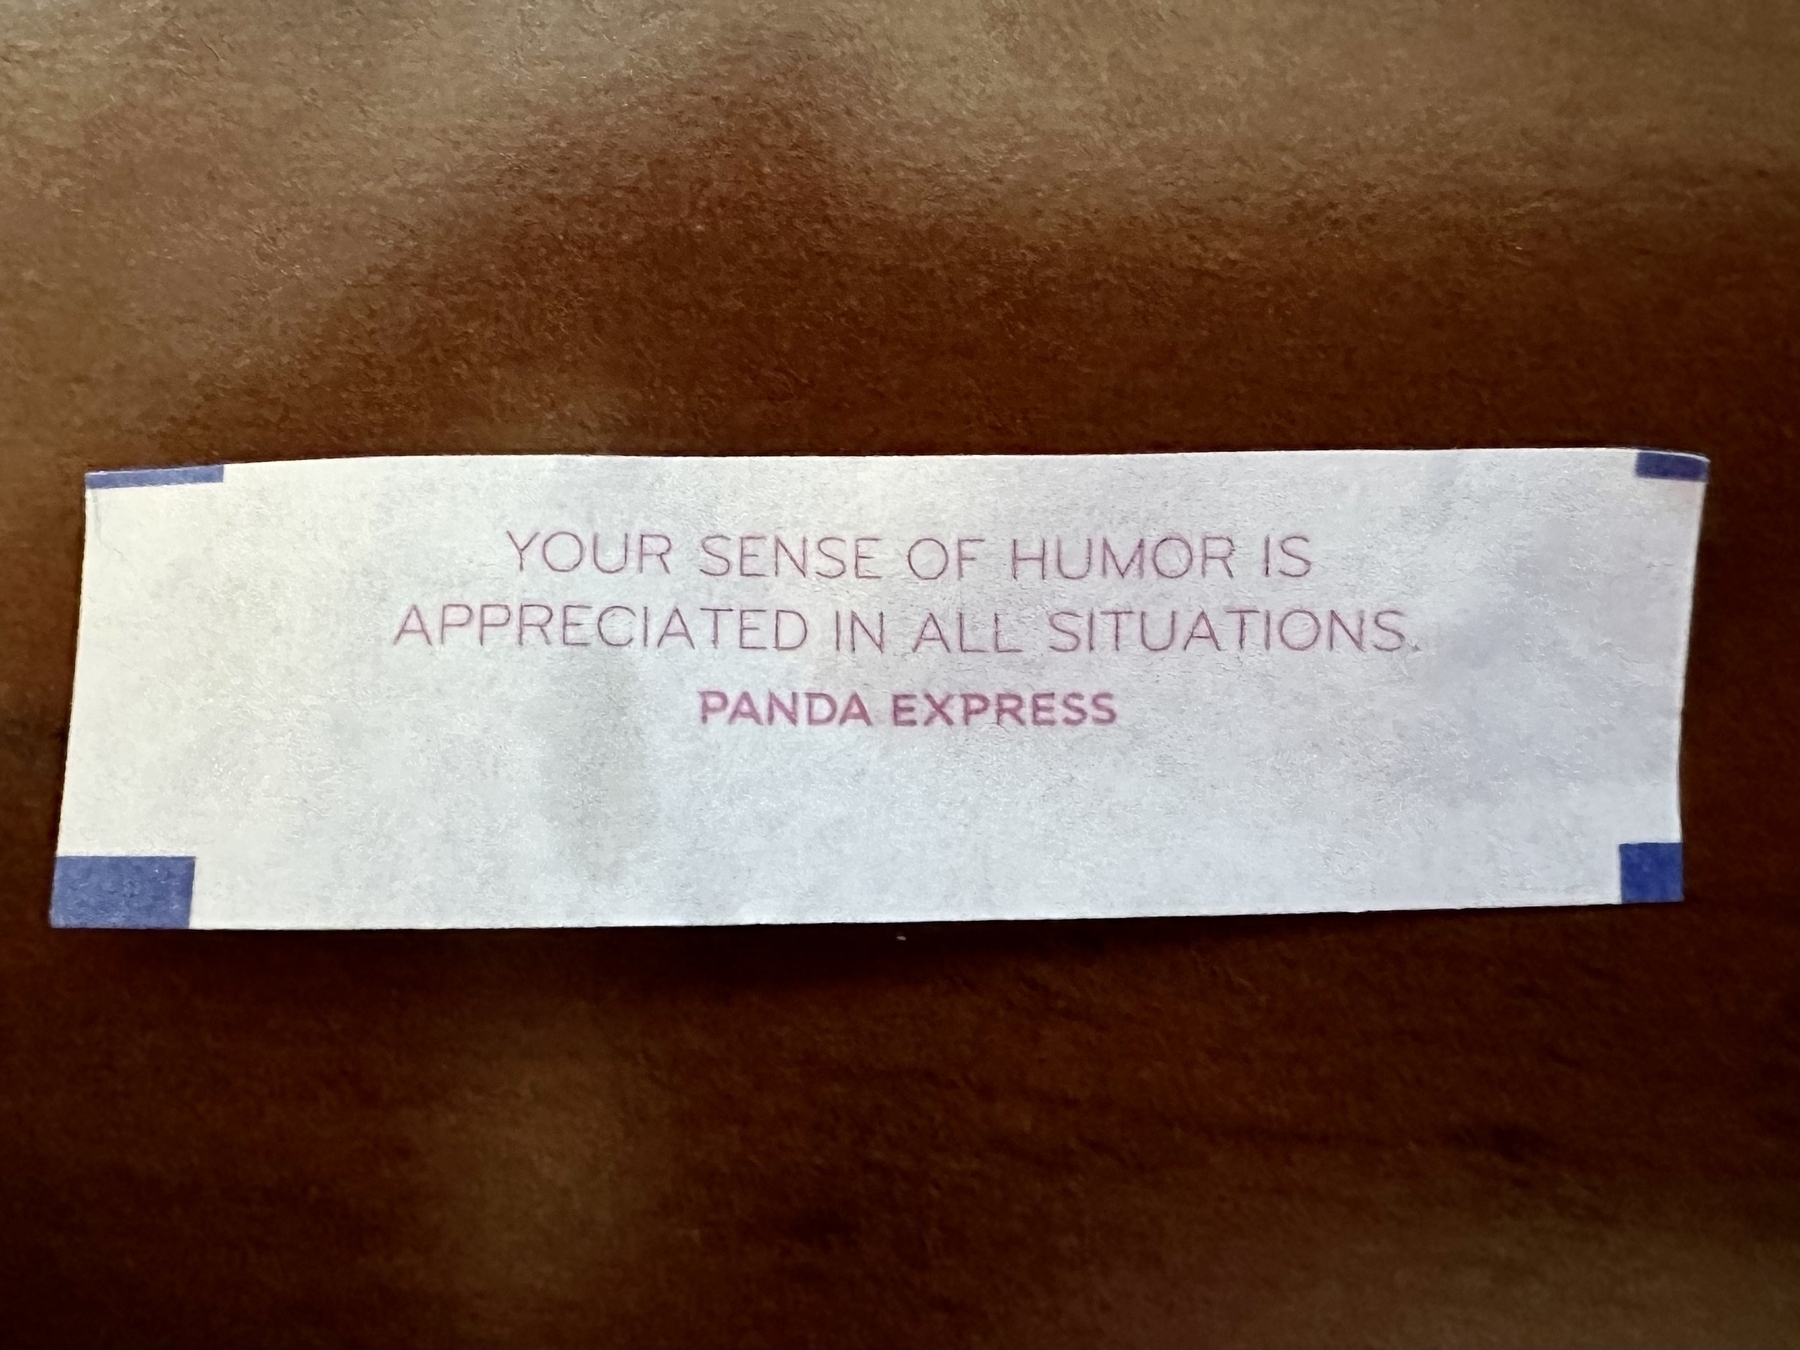 YOUR SENSE OF HUMOR IS
APPRECIATED IN ALL SITUATIONS.
PANDA EXPRESS